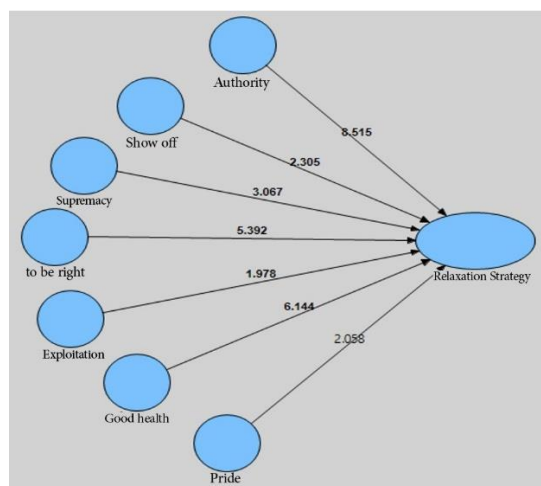 Authority
8.515
Show off
2.305
Supremacy
3.067
to be right
5.392
Relaxation Strategy
Exploitation
1.978
Good health
6.144
Pride
2.058